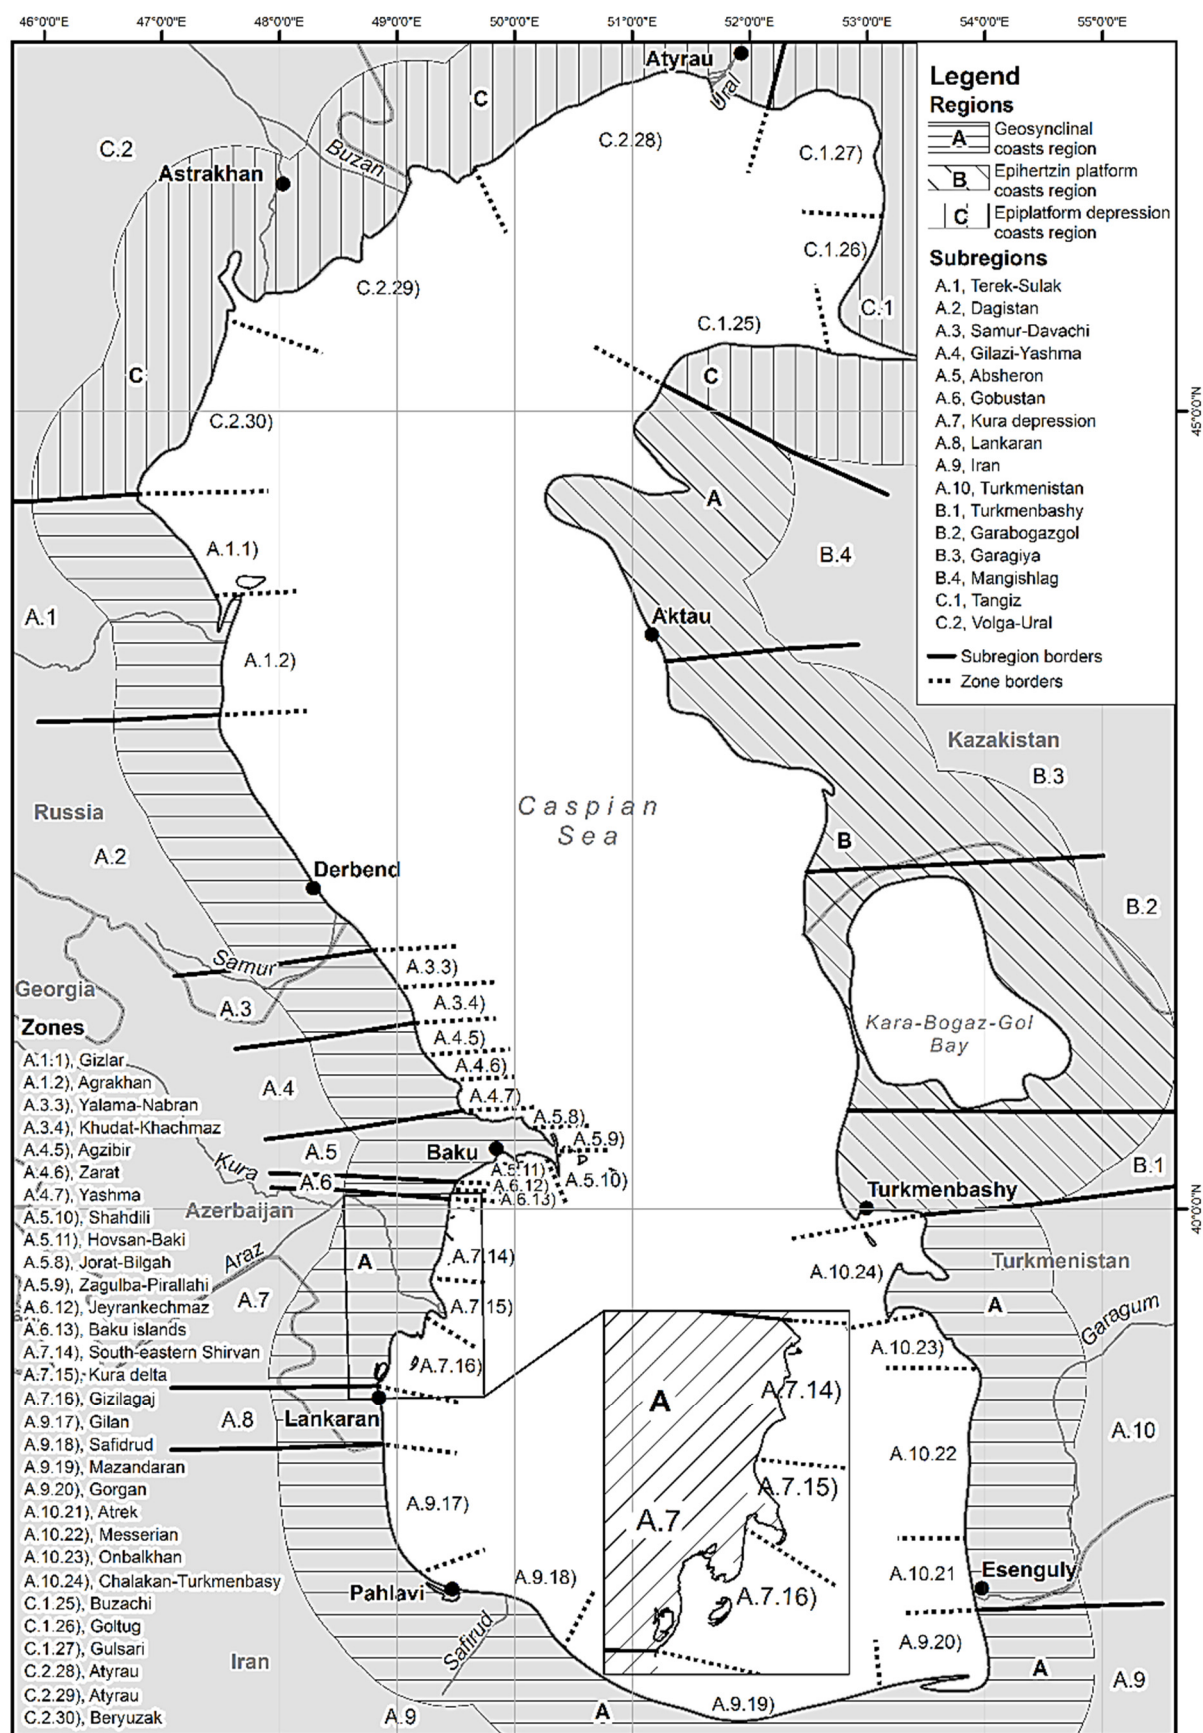 46°0'0"E
47°0'0"E
48°0'0"E
49°0'0"E
50°0'0"E
51°0'0"E
52°0'0"E
53°0'0"E
54°0'0"E
55°0'0"E
Atyrau
Ural
C
C.2
Buzan
Astrakhan
C.2.28)
C.1.27)
C.1.26)
C.2.29)
C.1.25)
C.1
C
C
C.2.30)
45°0'0"N
Legend
Regions
A
Geosynclinal
coasts region
B
Epihertzin platform
coasts region
C
Epiplatform depression
coasts region
Subregions
A.1, Terek-Sulak
A.2, Dagistan
A.3, Samur-Davachi
A.4, Gilazi-Yashma
A.5, Absheron
A.6, Gobustan
A.7, Kura depression
A.8, Lankaran
A.9, Iran
A.10, Turkmenistan
B.1, Turkmenbashy
B.2, Garabogazgol
B.3, Garagiya
B.4, Mangishlag
C.1, Tangiz
C.2, Volga-Ural
Subregion borders
Zone borders
A
A.1.1)
B.4
A.1
Aktau
A.1.2)
Kazakistan
B.3
Russia
Caspian
Sea
A.2
B
Derbend
B.2
Samur
A.3.3)
Georgia
A.3
A.3.4)
A.4.5)
Kara-Bogaz-Gol
Bay
A.4.6)
A.4
A.4.7)
A.5.8)
A.5.9)
A.5
Baku
A.5.10)
A.5.11)
B.1
Kura
A.6
A.6.12)
A.6.13)
Turkmenbashy
Azerbaijan
40°0'0"N
Araz
A
A.7.14)
A.10.24)
Turkmenistan
A.7
A.7.15)
A
Garagum
A.7.16)
A.10.23)
Lankaran
A.8
A.10.22
A.10
A
A.7.14)
A.7.15)
A.7
A.7.16)
A.9.17)
Pahlavi
A.9.18)
A.10.21
Esenguly
Safirud
A.9.20)
Iran
A
A.9
A.9
A
A.9.19)
Zones
A.1.1), Gizlar
A.1.2), Agrakhan
A.3.3), Yalama-Nabran
A.3.4), Khudat-Khachmaz
A.4.5), Agzibir
A.4.6), Zarat
A.4.7), Yashma
A.5.10), Shahdili
A.5.11), Hovsan-Baki
A.5.8), Jorat-Bilgah
A.5.9), Zagulba-Pirallahi
A.6.12), Jeyrankechmaz
A.6.13), Baku islands
A.7.14), South-eastern Shirvan
A.7.15), Kura delta
A.7.16), Gizilagaj
A.9.17), Gilan
A.9.18), Safidrud
A.9.19), Mazandaran
A.9.20), Gorgan
A.10.21), Atrek
A.10.22), Messerian
A.10.23), Onbalkhan
A.10.24), Chalakan-Turkmenbasy
C.1.25), Buzachi
C.1.26), Goltug
C.1.27), Gulsari
C.2.28), Atyrau
C.2.29), Atyrau
C.2.30), Beryuzak